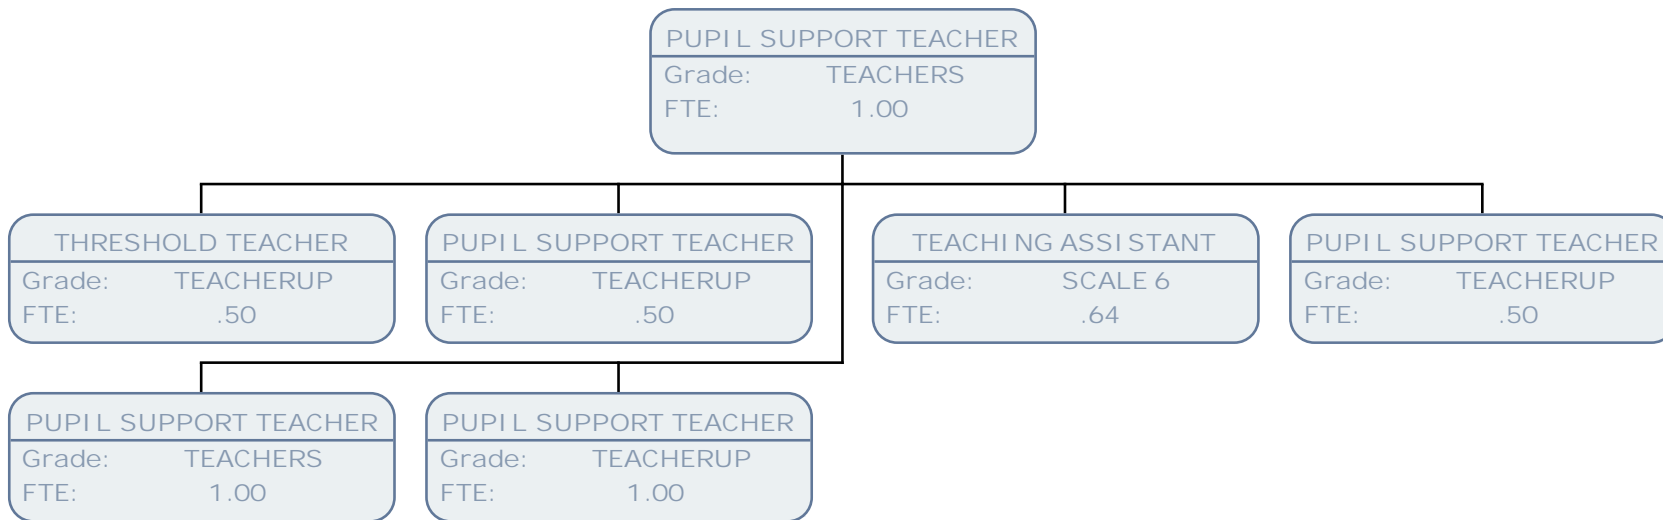 PUPIL SUPPORT TEACHER
Grade: TEACHERS
FTE: 1.00
THRESHOLD TEACHER
Grade: TEACHERUP
FTE: .50
PUPIL SUPPORT TEACHER
Grade: TEACHERUP
FTE: .50
TEACHING ASSISTANT
Grade: SCALE 6
FTE: .64
PUPIL SUPPORT TEACHER
Grade: TEACHERUP
FTE: .50
PUPIL SUPPORT TEACHER
Grade: TEACHERS
FTE: 1.00
PUPIL SUPPORT TEACHER
Grade: TEACHERUP
FTE: 1.00